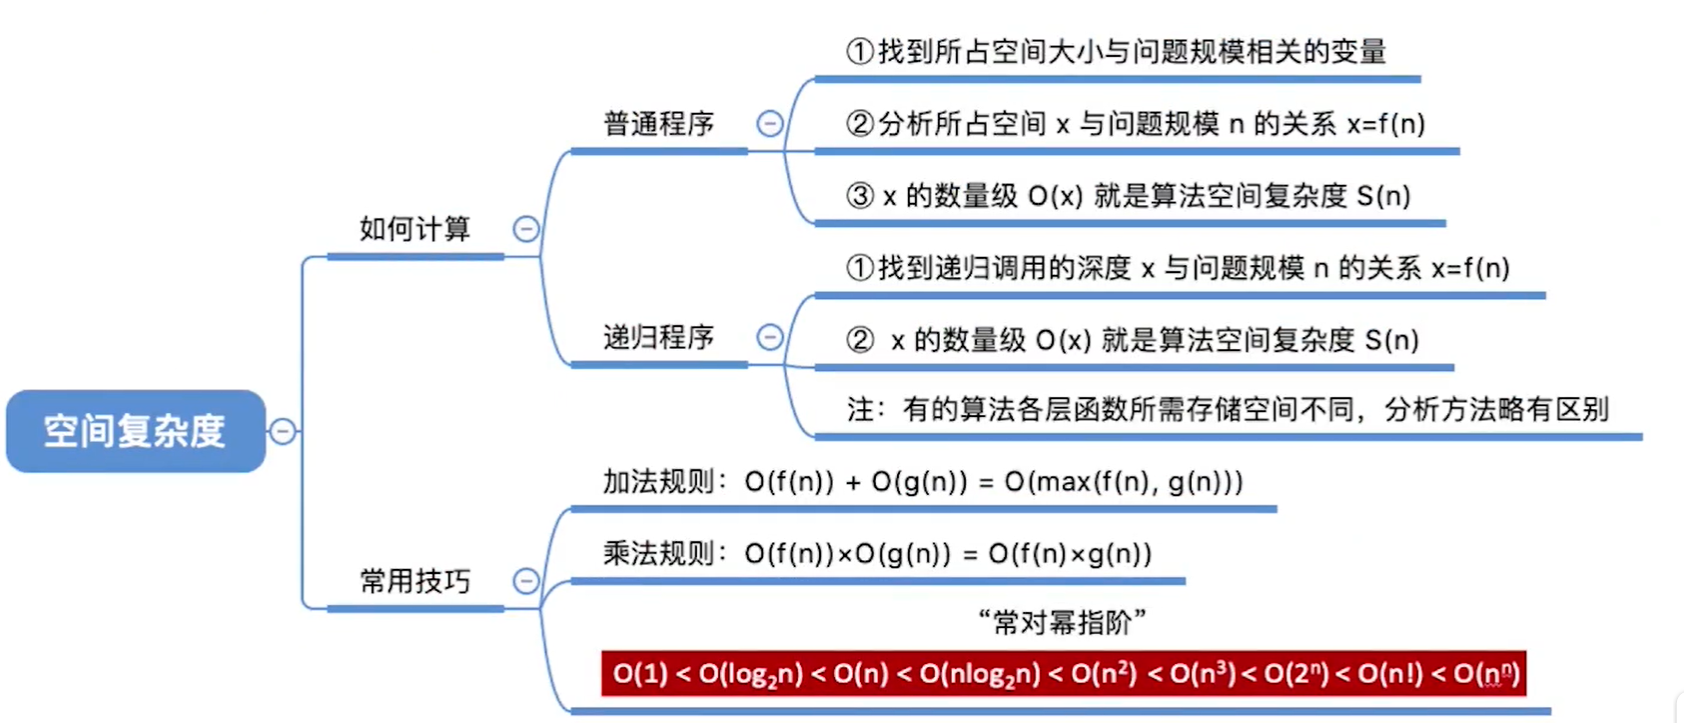 ①找到所占空间大小与问题规模相关的变量
普通程序
②分析所占空间 x 与问题规模 n 的关系 x=f(n)
③ x 的数量级 O(x) 就是算法空间复杂度 S(n)
如何计算
①找到递归调用的深度 x 与问题规模 n 的关系 x=f(n)
递归程序
② x 的数量级 O(x) 就是算法空间复杂度 S(n)
注：有的算法各层函数所需存储空间不同，分析方法略有区别
空间复杂度
加法规则：O(f(n)) + O(g(n)) = O(max(f(n), g(n)))
乘法规则：O(f(n))×O(g(n)) = O(f(n)×g(n))
常用技巧
“常对幂指阶”
O(1) < O(log₂n) < O(n) < O(nlog₂n) < O(n²) < O(n³) < O(2ⁿ) < O(n!) < O(nⁿ)